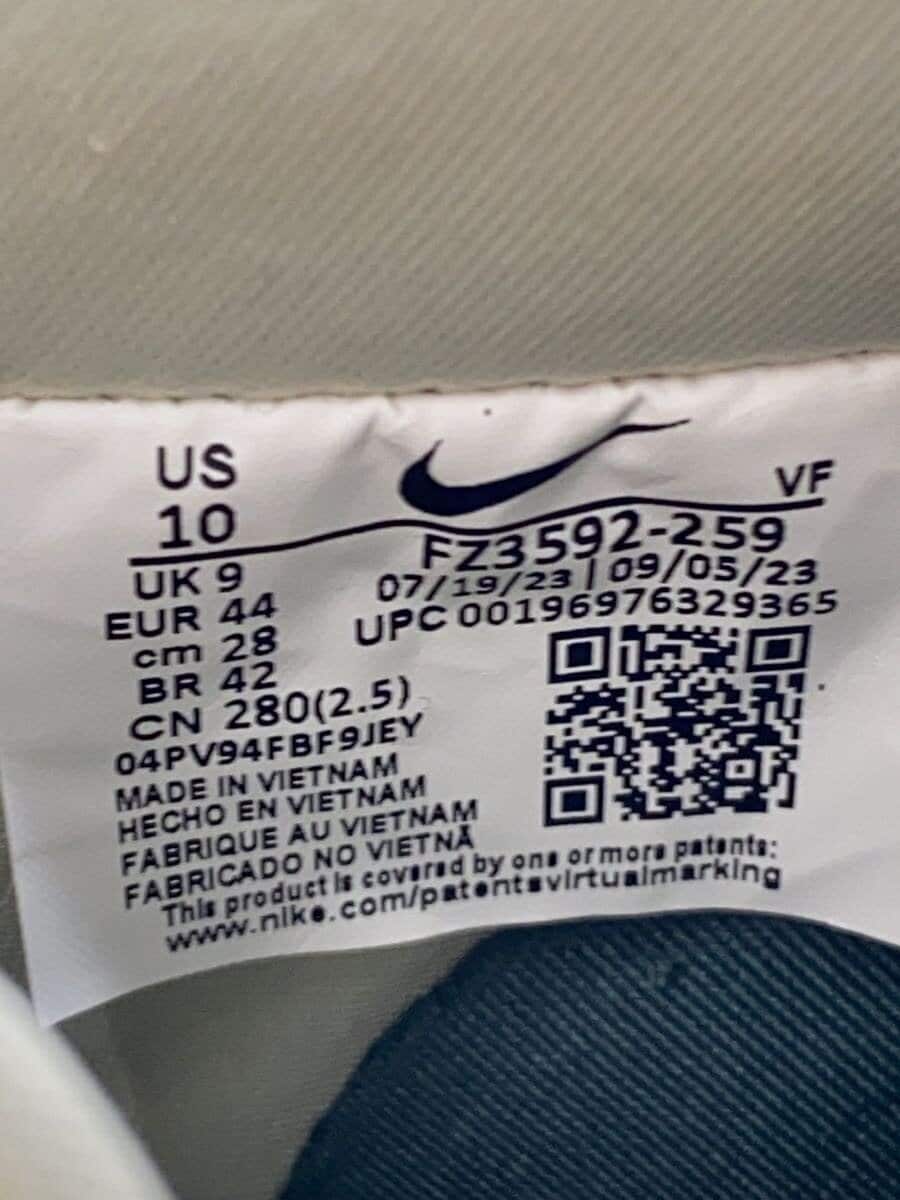 US
10
VF
FZ3592-259
07/19/23 | 09/05/23
UPC 00196976329365
UK 9
EUR 44
cm 28
BR 42
CN 280(2.5)
04PV94FBF9JEY
MADE IN VIETNAM
HECHO EN VIETNAM
FABRIQUE AU VIETNAM
FABRICADO NO VIETNÃ
This product is covered by one or more patents:
www.nike.com/patentsvirtualmarking